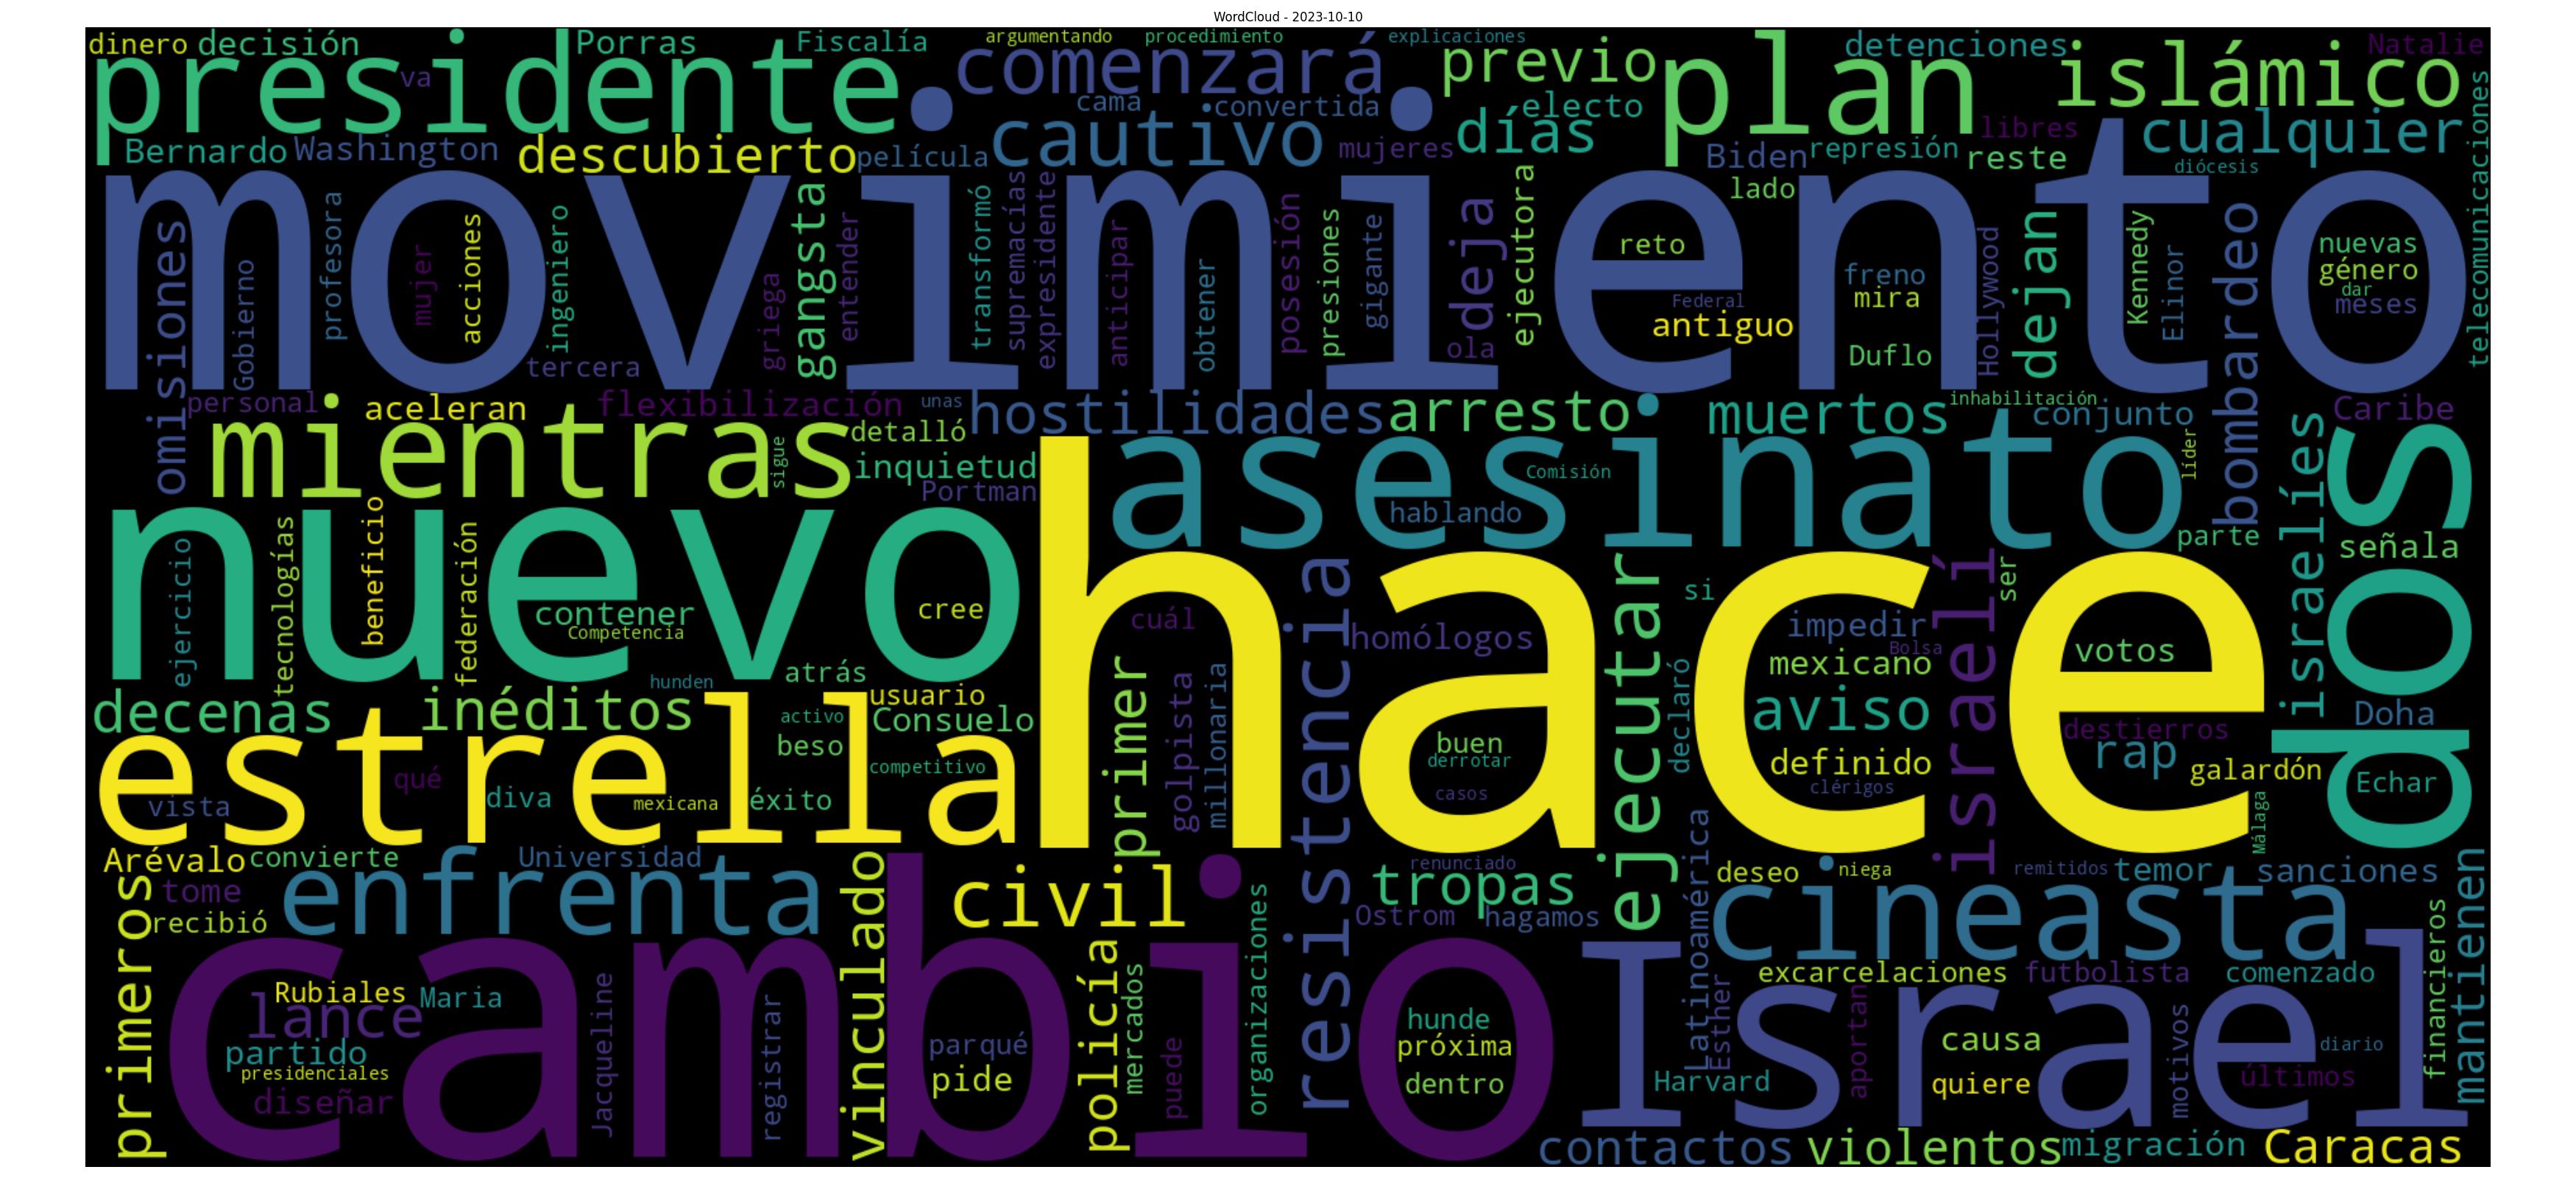 WordCloud - 2023-10-10
dinero decisión Porras Fiscalía argumentando procedimiento explicaciones detenciones Natalie
presidente va comenzará previo plan islámico
cama convertida electo
Bernardo Washington descubierto película cautivo mujeres días Biden represión libres reste cualquier diócesis telecomunicaciones
movimiento
omisiones Gobierno profesora mujer acciones ingeniero griega gangsta entender transformó supremacías expresidente anticipar obtener posesión presiones gigante deja ejecutora lado
reto Federal antiguo freno mira Duflo Hollywood dejan Kennedy Elinor bombardeo nuevas género dar meses
tercera ola
personal aceleran flexibilización unas hostilidades arresto muertos inhabilitación conjunto Caribe
mientras sigue detalló inquietud Portman asesinato Comisión hablando líder israelíes dos
nuevo parte señala
ejercicio tecnologías beneficio federación contener Competencia cree
hace
hunden atrás cuál homólogos si impedir Bolsa israelí ser votos
decenas inéditos usuario Consuelo primer golpista millonaria resistencia ejecutar declaró mexicano aviso definido clérigos destierros rap galardón Doha Echar
estrella activo beso competitivo buen derrotar casos
vista qué diva mexicana éxito Málaga
Arévalo convierte Universidad renunciado deseo niega remitidos temor sanciones
primeros tome recibió enfrenta vinculado civil tropas Ostrom hagamos Latinoamérica Esther cineasta financieros mantienen
cambio
Rubiales Maria lance partido presidenciales diseñar Jacqueline registrar parqué pide policía mercados puede organizaciones hunde próxima dentro
excarcelaciones futbolista comenzado
Israel
Harvard aportan causa quiere motivos diario últimos
contactos violentos migración Caracas